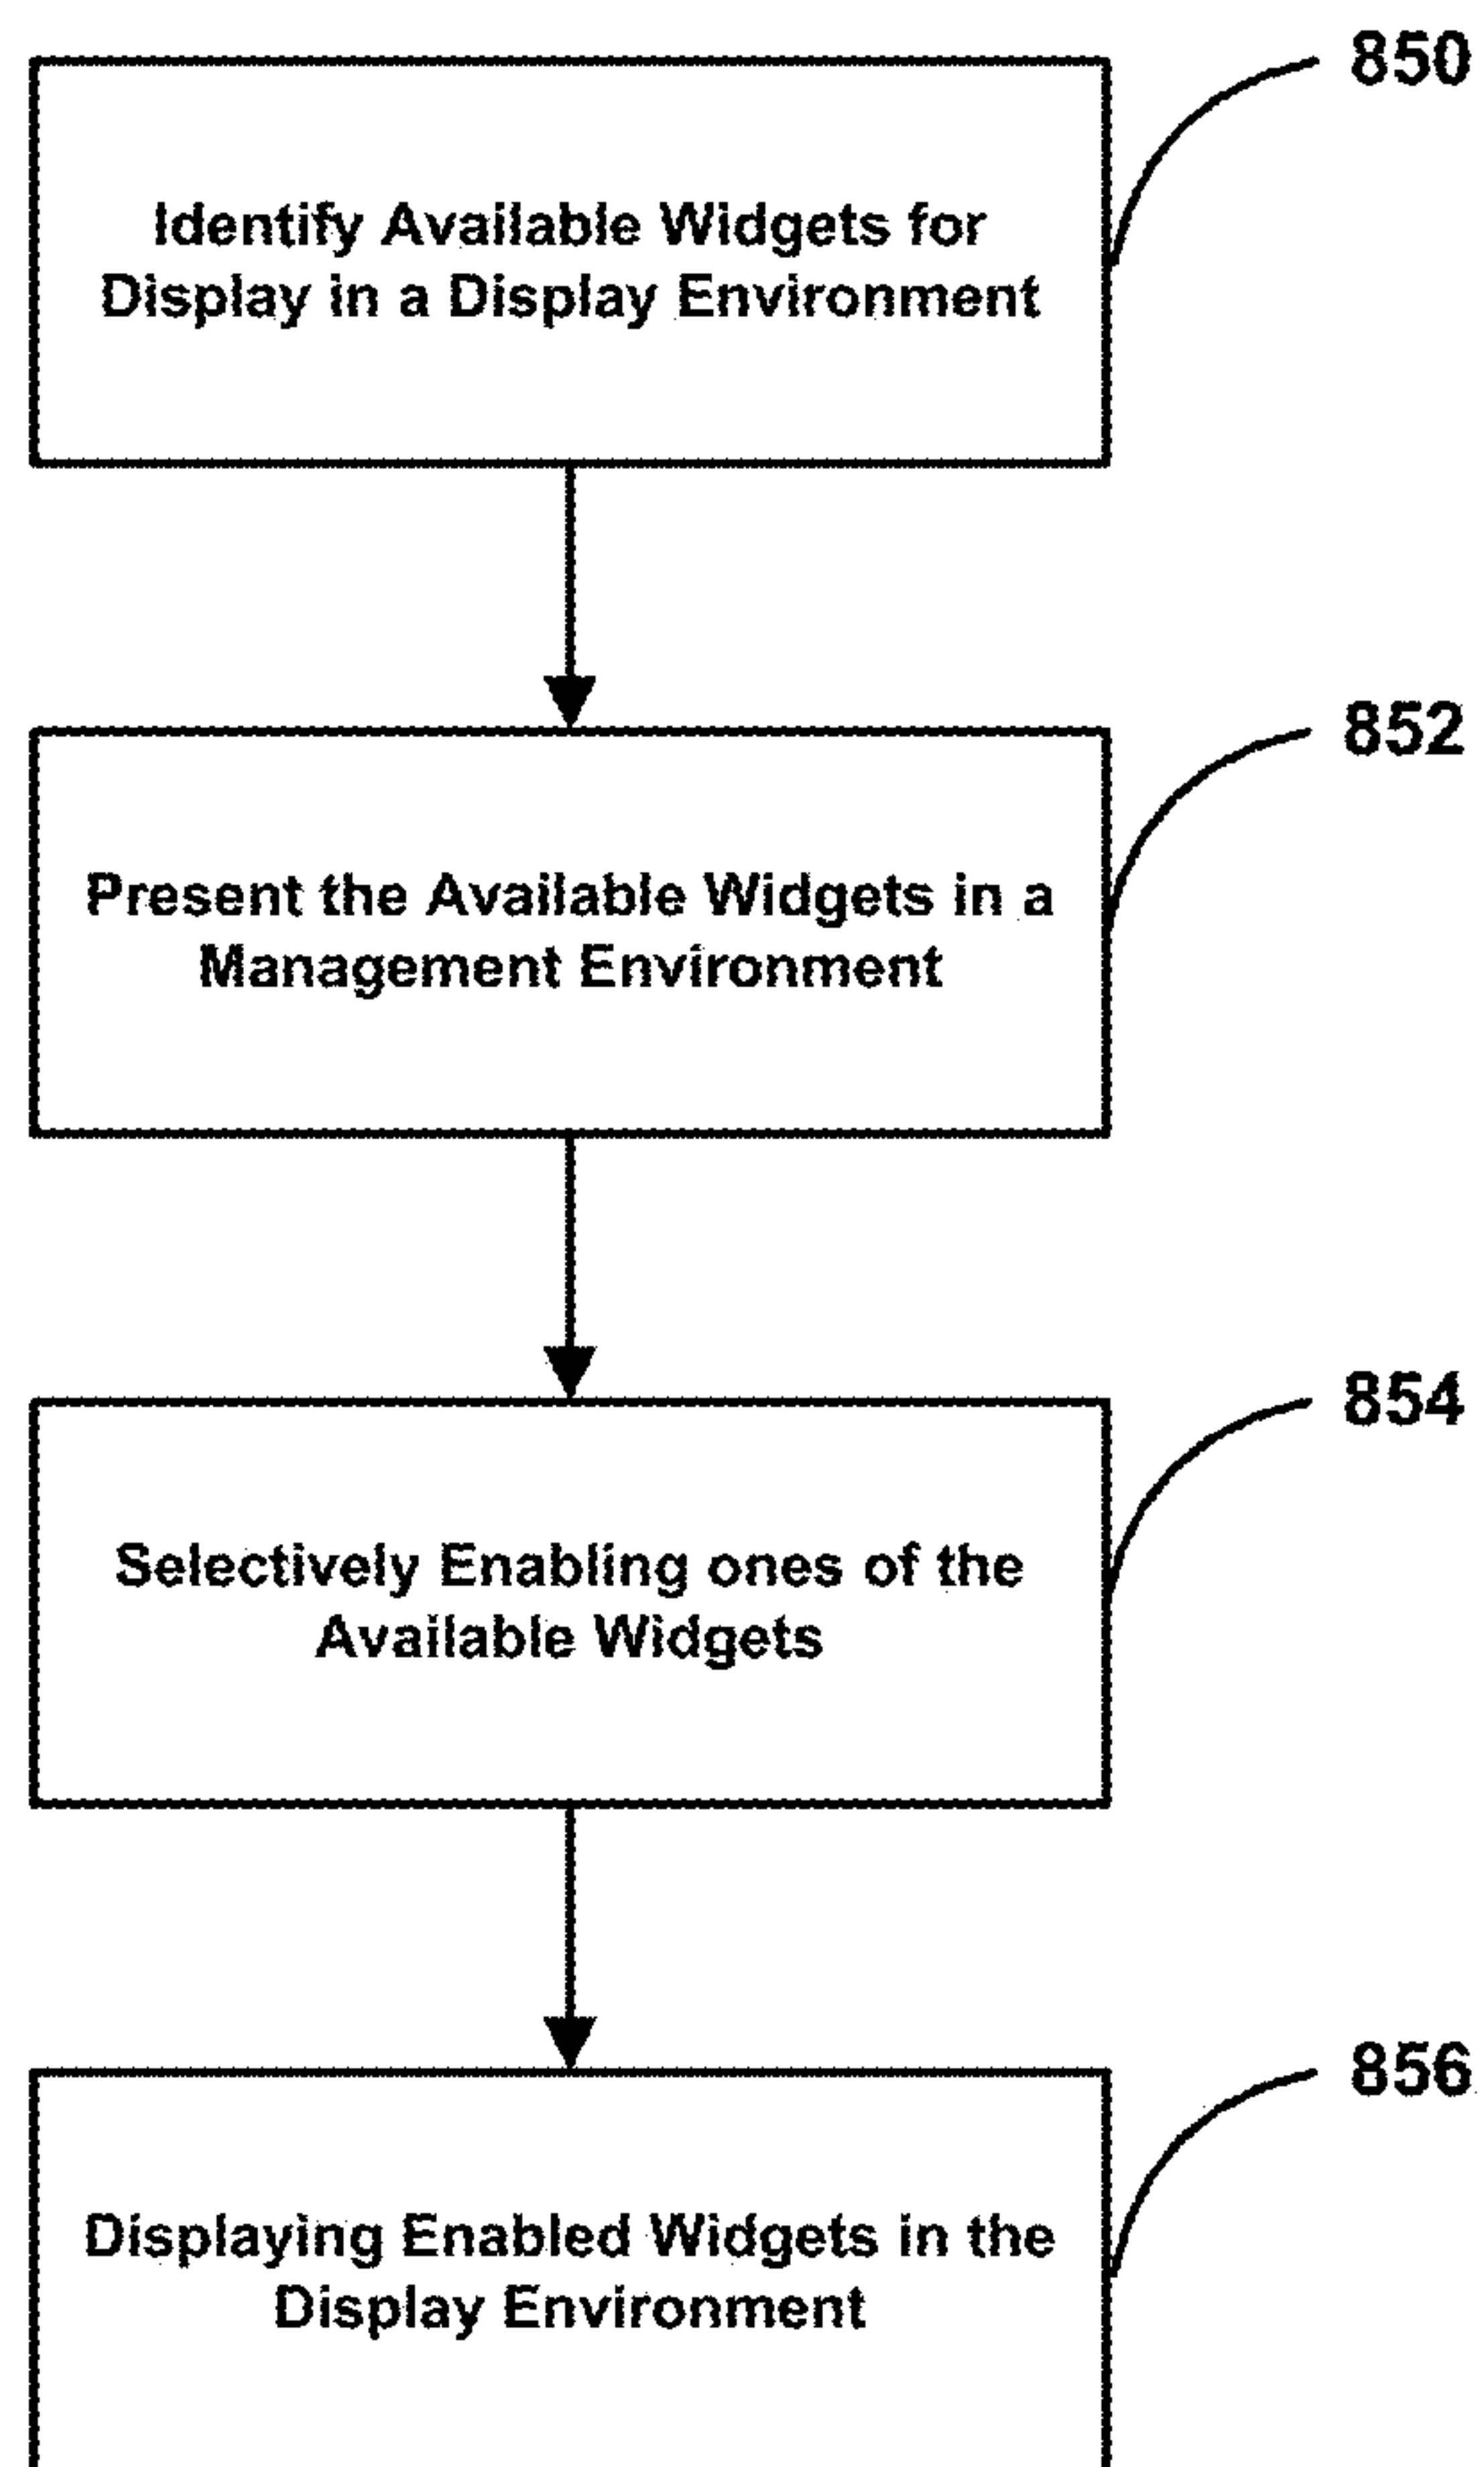 850
Identify Available Widgets for
Display in a Display Environment
852
Present the Available Widgets in a
Management Environment
854
Selectively Enabling ones of the
Available Widgets
856
Displaying Enabled Widgets in the
Display Environment